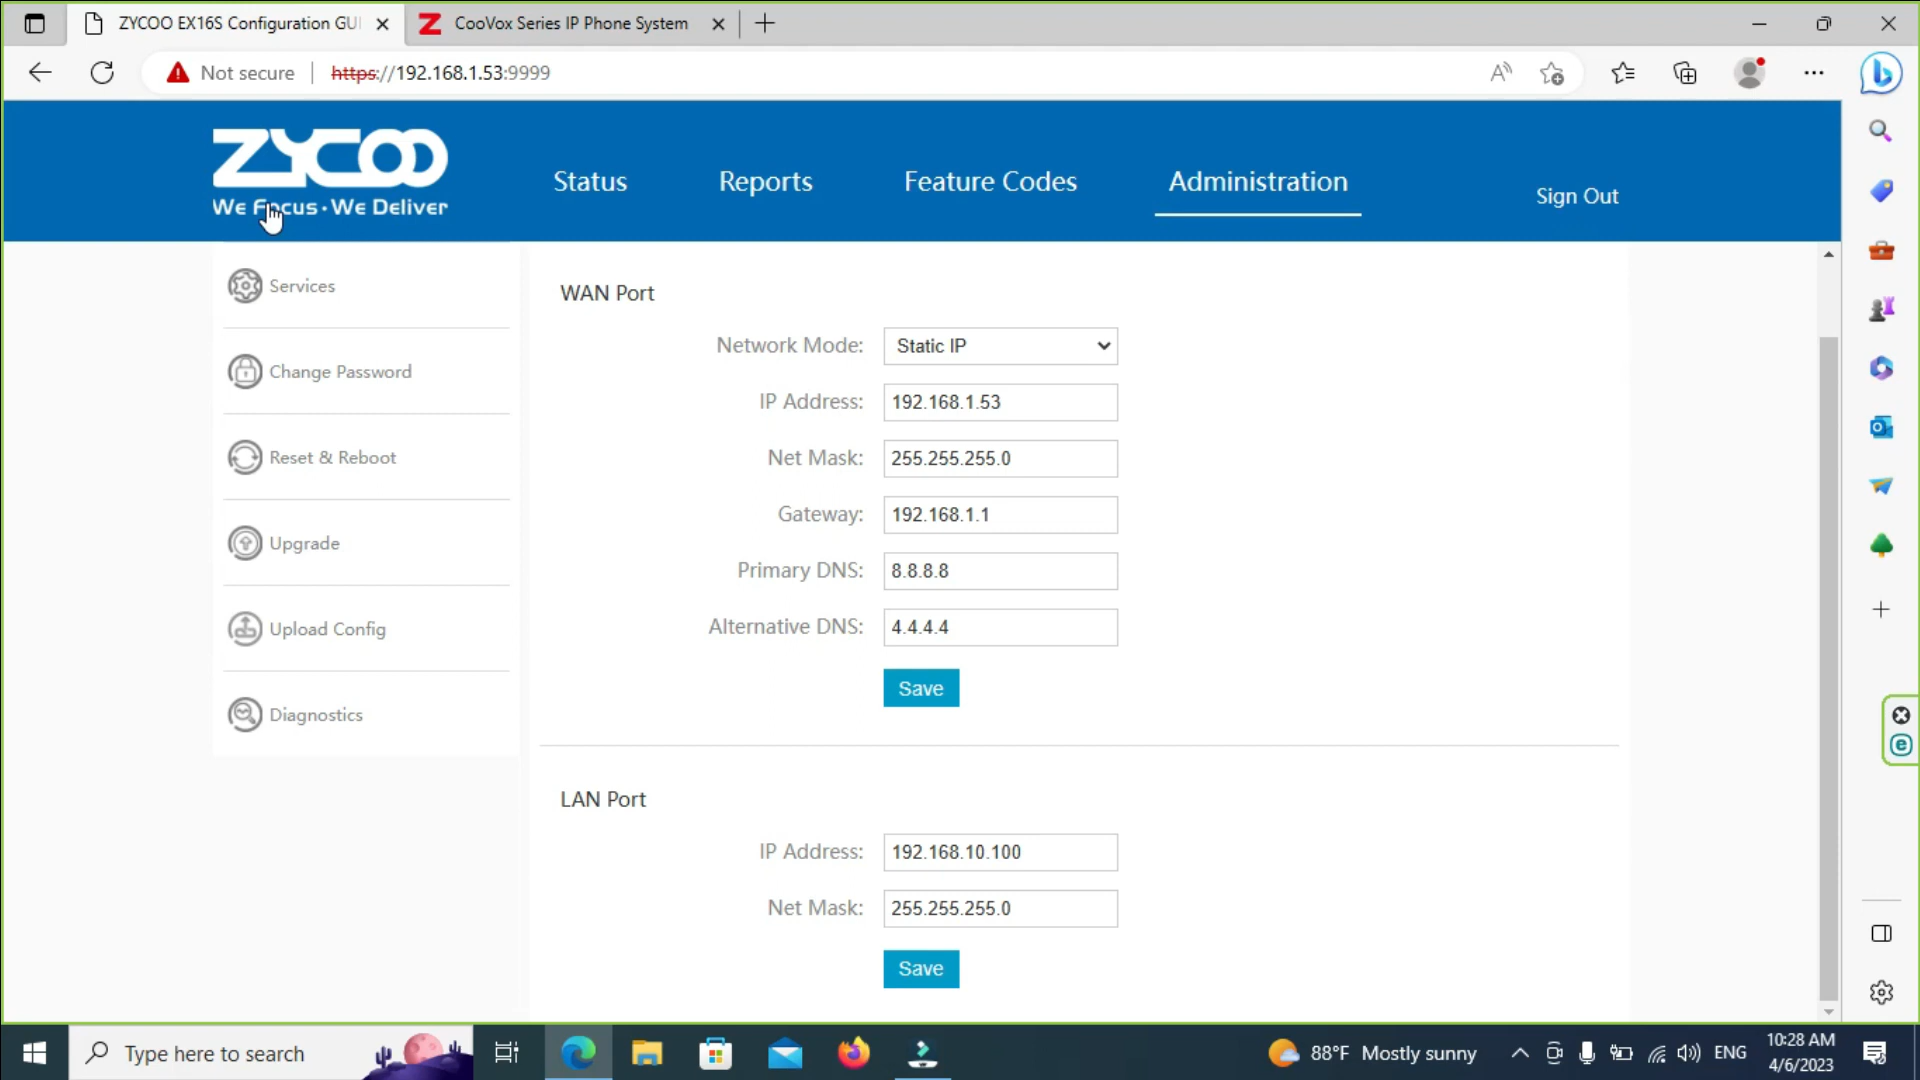 ZYCOO EX16S Configuration GUI
CooVox Series IP Phone System
Not secure
https://192.168.1.53:9999
ZYCOO
We Focus·We Deliver
Status
Reports
Feature Codes
Administration
Sign Out
Services
Change Password
Reset & Reboot
Upgrade
Upload Config
Diagnostics
WAN Port
Network Mode: Static IP
IP Address: 192.168.1.53
Net Mask: 255.255.255.0
Gateway: 192.168.1.1
Primary DNS: 8.8.8.8
Alternative DNS: 4.4.4.4
Save
LAN Port
IP Address: 192.168.10.100
Net Mask: 255.255.255.0
Save
Type here to search
88°F Mostly sunny
ENG
10:28 AM
4/6/2023